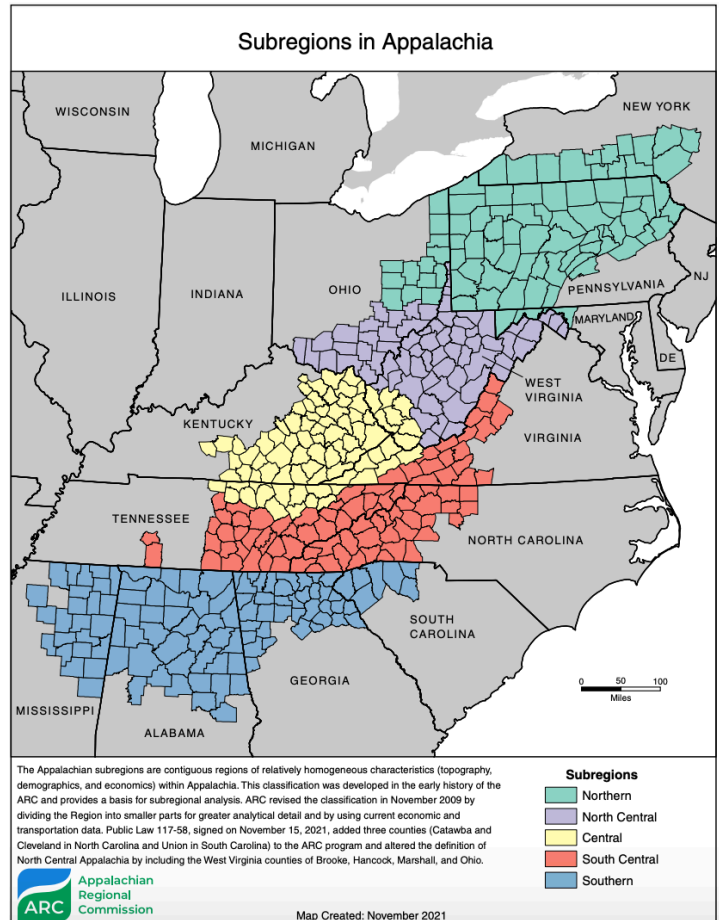 Subregions in Appalachia
WISCONSIN
NEW YORK
MICHIGAN
PENNSYLVANIA
NJ
OHIO
ILLINOIS
INDIANA
MARYLAND
DE
WEST
VIRGINIA
KENTUCKY
VIRGINIA
TENNESSEE
NORTH CAROLINA
SOUTH
CAROLINA
GEORGIA
0 50 100
Miles
MISSISSIPPI
ALABAMA
The Appalachian subregions are contiguous regions of relatively homogeneous characteristics (topography,
demographics, and economics) within Appalachia. This classification was developed in the early history of the
ARC and provides a basis for subregional analysis. ARC revised the classification in November 2009 by
dividing the Region into smaller parts for greater analytical detail and by using current economic and
transportation data. Public Law 117-58, signed on November 15, 2021, added three counties (Catawba and
Cleveland in North Carolina and Union in South Carolina) to the ARC program and altered the definition of
North Central Appalachia by including the West Virginia counties of Brooke, Hancock, Marshall, and Ohio.
Subregions
Northern
North Central
Central
South Central
Southern
ARC
Appalachian
Regional
Commission
Map Created: November 2021